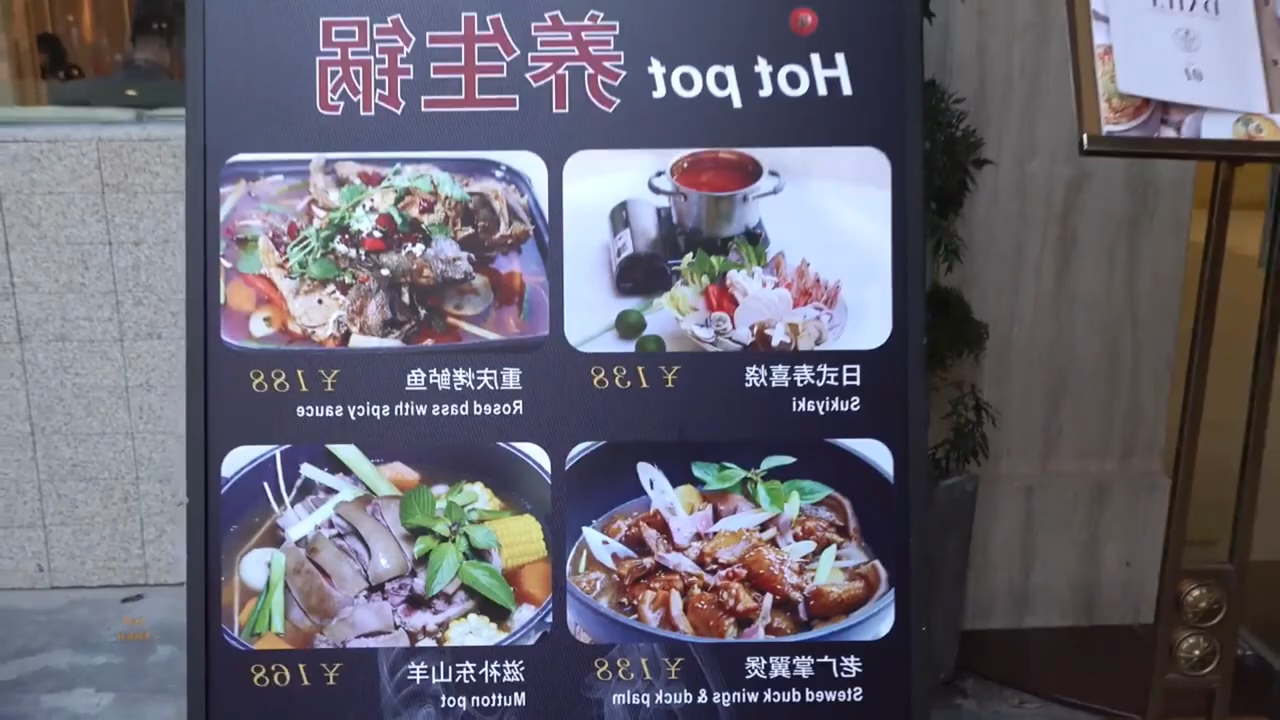 Hot pot 养生锅
日式寿喜烧 ￥138
Sukiyaki
重庆烤鲈鱼 ￥188
Rosed bass with spicy sauce
老广掌翼煲 ￥138
Stewed duck wings & duck palm
滋补东山羊 ￥168
Mutton pot